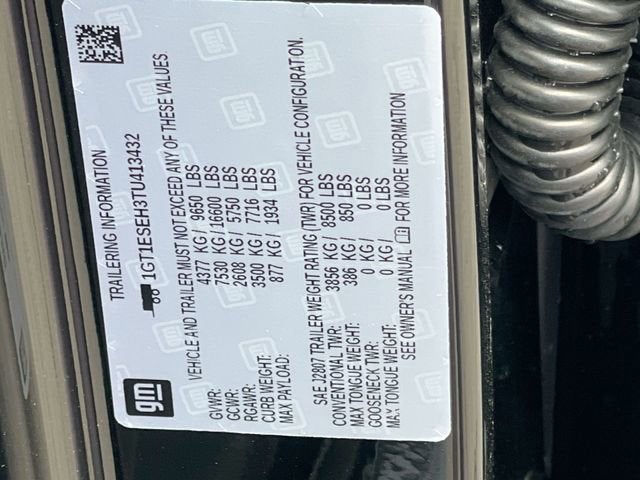 TRAILERING INFORMATION
1GT1ESEH3TU413432
gm
VEHICLE AND TRAILER MUST NOT EXCEED ANY OF THESE VALUES
GVWR: 4377 KG/ 9650 LBS
GCWR: 7530 KG/ 16600 LBS
RGAWR: 2608 KG/ 5750 LBS
CURB WEIGHT: 3500 KG/ 7716 LBS
MAX PAYLOAD: 877 KG/ 1934 LBS
SAE J2807 TRAILER WEIGHT RATING (TWR) FOR VEHICLE CONFIGURATION.
CONVENTIONAL TWR: 3856 KG/ 8500 LBS
MAX TONGUE WEIGHT: 386 KG/ 850 LBS
GOOSENECK TWR: 0 KG/ 0 LBS
MAX TONGUE WEIGHT: 0 KG/ 0 LBS
SEE OWNER'S MANUAL FOR MORE INFORMATION